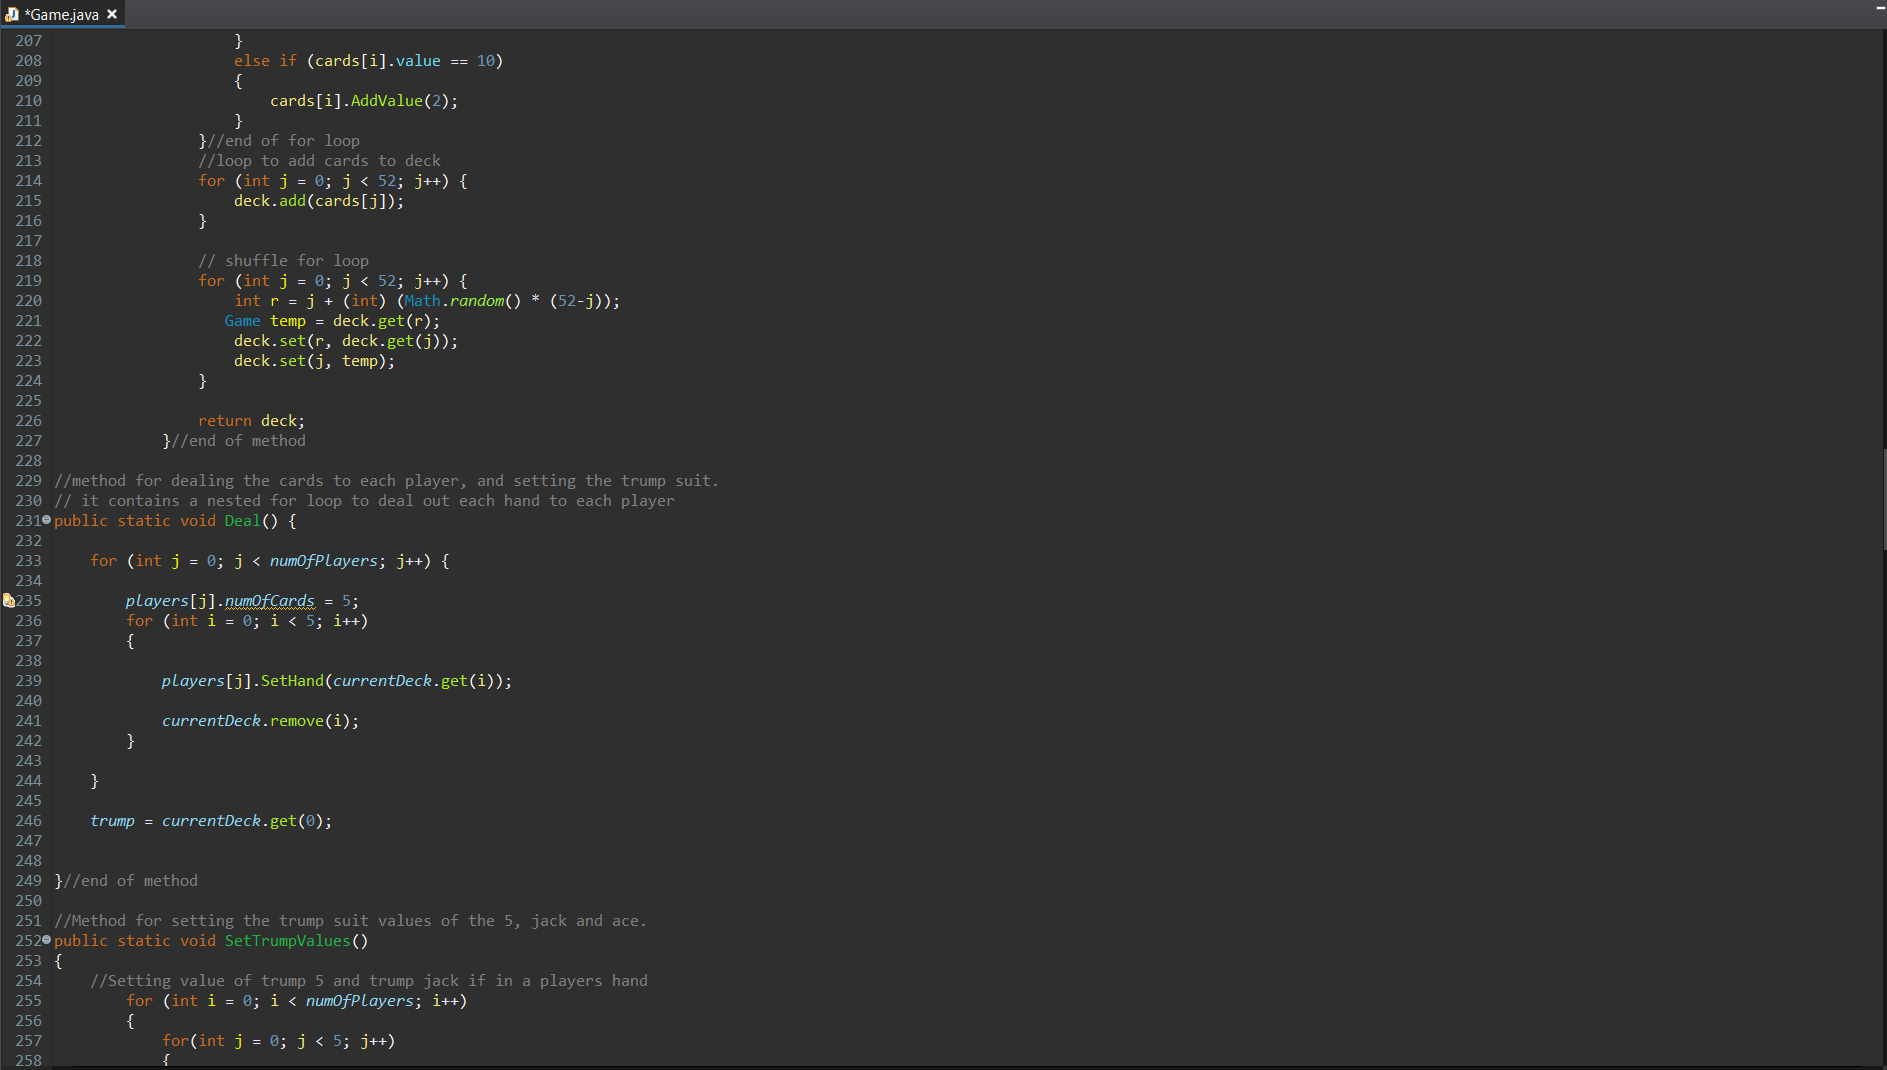 *Game.java
207 }
208 else if (cards[i].value == 10)
209 {
210 cards[i].AddValue(2);
211 }
212 }//end of for loop
213 //loop to add cards to deck
214 for (int j = 0; j < 52; j++) {
215 deck.add(cards[j]);
216 }
217
218 // shuffle for loop
219 for (int j = 0; j < 52; j++) {
220 int r = j + (int) (Math.random() * (52-j));
221 Game temp = deck.get(r);
222 deck.set(r, deck.get(j));
223 deck.set(j, temp);
224 }
225
226 return deck;
227 }//end of method
228
229 //method for dealing the cards to each player, and setting the trump suit.
230 // it contains a nested for loop to deal out each hand to each player
231 public static void Deal() {
232
233 for (int j = 0; j < numOfPlayers; j++) {
234
235 players[j].numOfCards = 5;
236 for (int i = 0; i < 5; i++)
237 {
238
239 players[j].SetHand(currentDeck.get(i));
240
241 currentDeck.remove(i);
242 }
243
244 }
245
246 trump = currentDeck.get(0);
247
248
249 }//end of method
250
251 //Method for setting the trump suit values of the 5, jack and ace.
252 public static void SetTrumpValues()
253 {
254 //Setting value of trump 5 and trump jack if in a players hand
255 for (int i = 0; i < numOfPlayers; i++)
256 {
257 for(int j = 0; j < 5; j++)
258 {